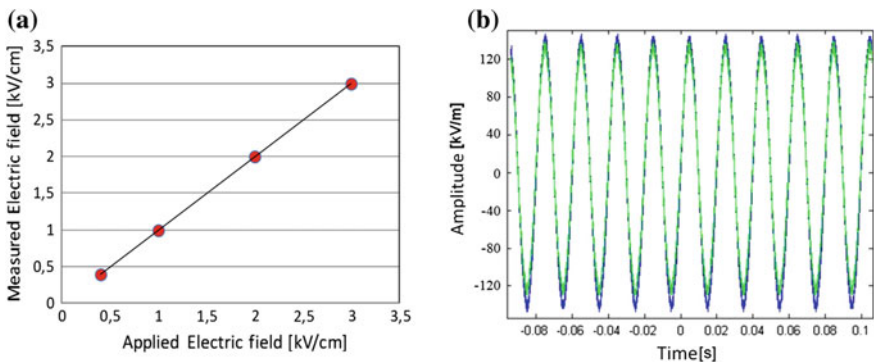 (a)
Measured Electric field [kV/cm]
3,5
3
2,5
2
1,5
1
0,5
0
0 0,5 1 1,5 2 2,5 3 3,5
Applied Electric field [kV/cm]
(b)
Amplitude [kV/m]
120
80
40
0
-40
-80
-120
-0.08 -0.06 -0.04 -0.02 0 0.02 0.04 0.06 0.08 0.1
Time[s]